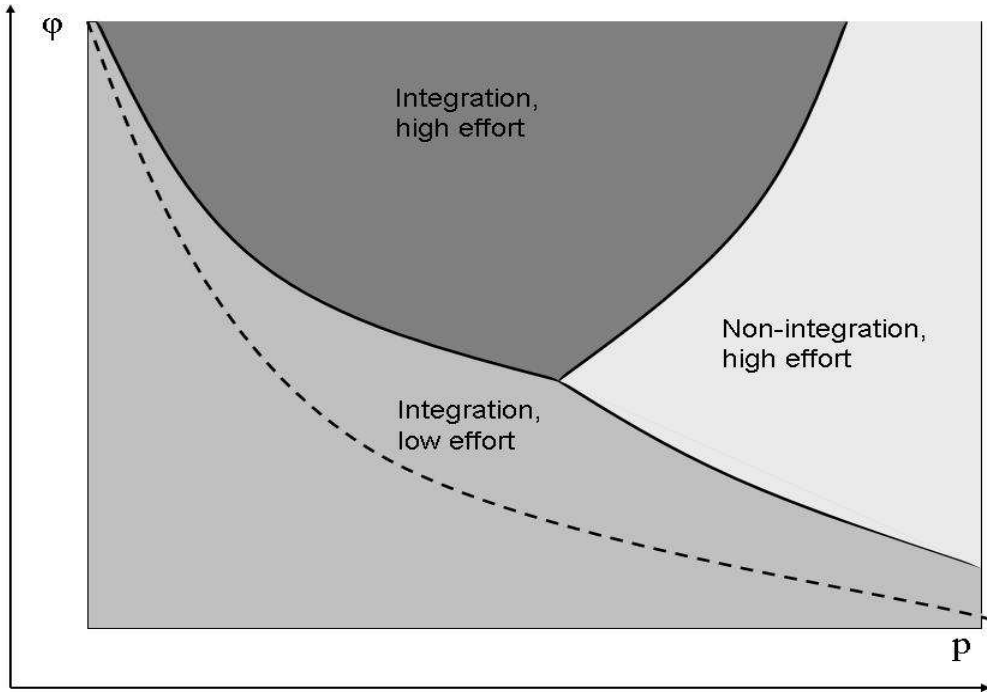 φ
Integration,
high effort
Non-integration,
high effort
Integration,
low effort
p